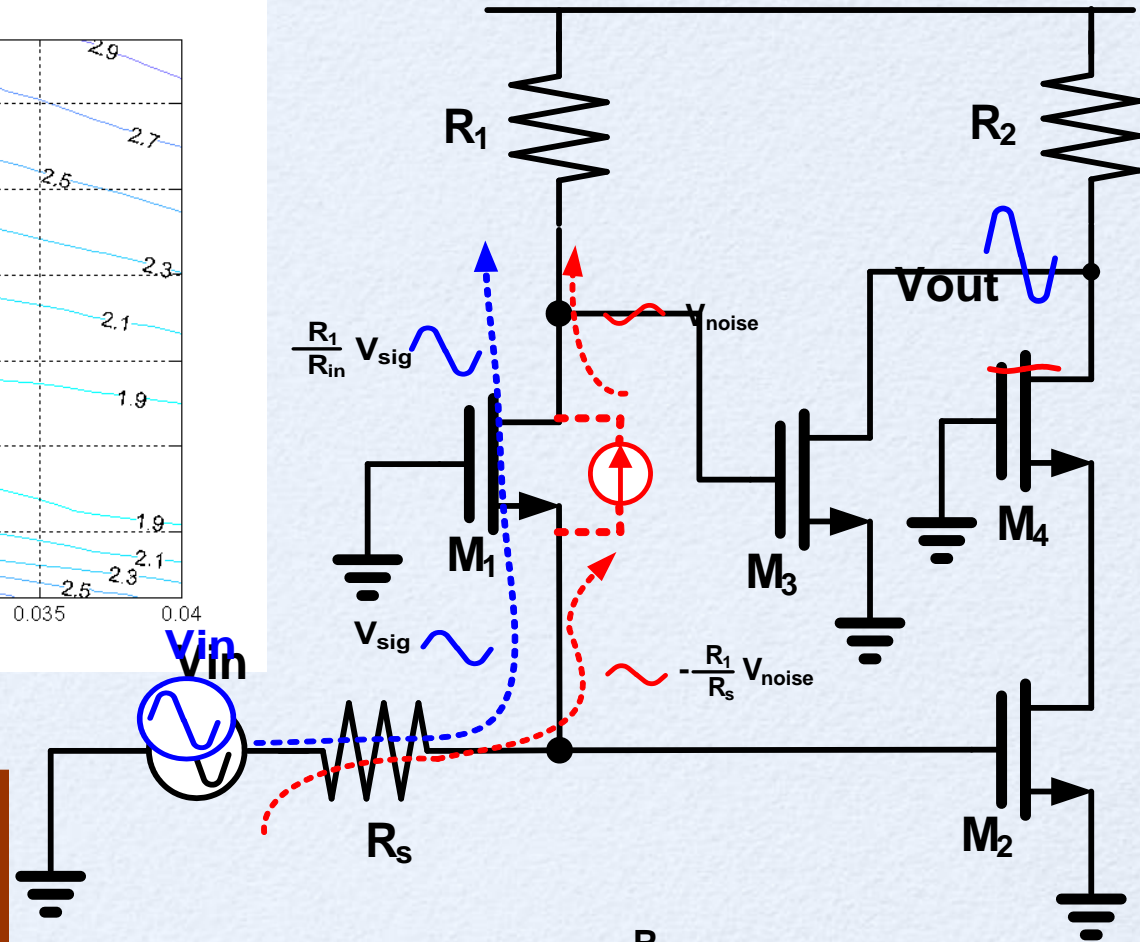 2.9
2.7
2.5
2.3
2.1
1.9
1.9
2.1
2.3
2.5
0.035
0.04
R1
R2
Vout
Vnoise
R1
Rin
Vsig
M1
M3
M4
Vsig
-
R1
Rs
Vnoise
Vin
Vin
Rs
M2
R